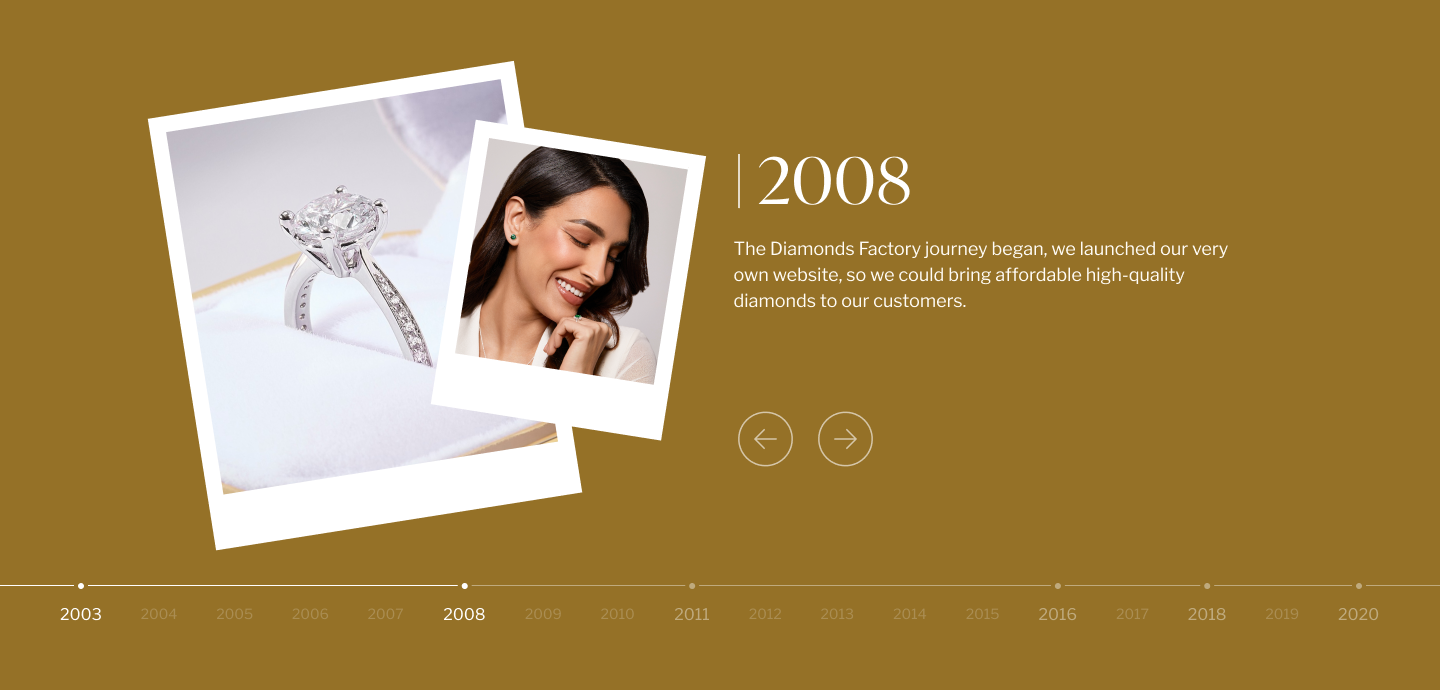 2008
The Diamonds Factory journey began, we launched our very
own website, so we could bring affordable high-quality
diamonds to our customers.
2003 2004 2005 2006 2007 2008 2009 2010 2011 2012 2013 2014 2015 2016 2017 2018 2019 2020